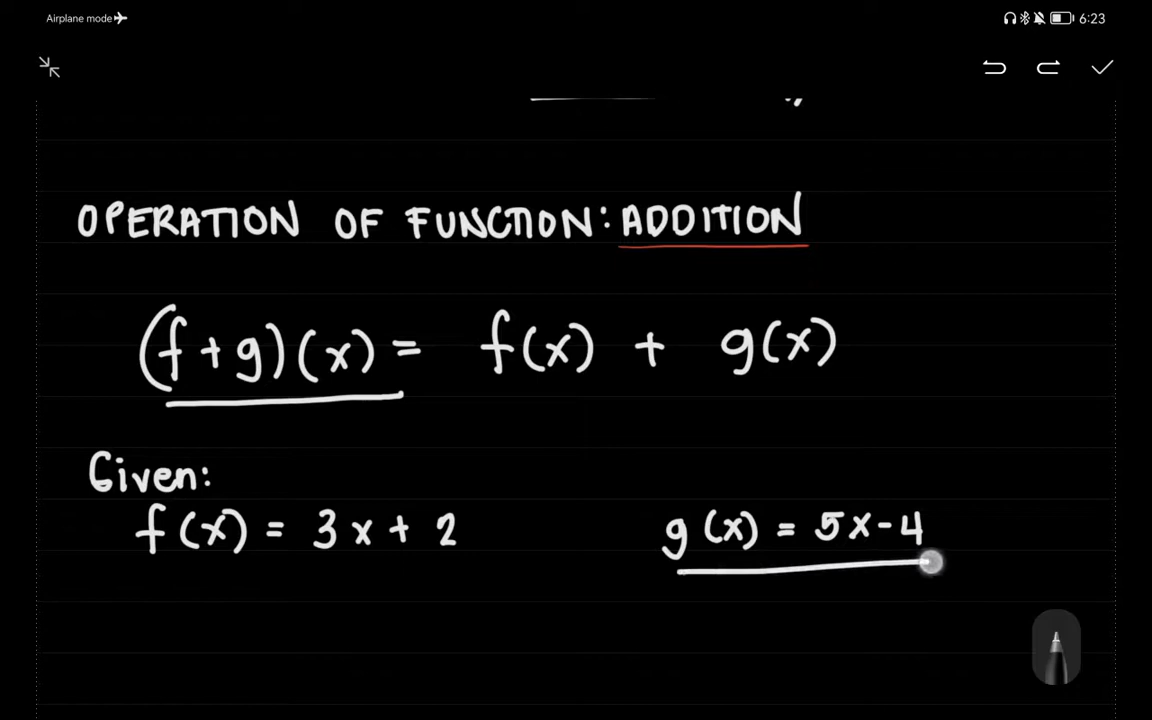 Airplane mode
6:23
OPERATION OF FUNCTION: ADDITION
(f+g)(x) = f(x) + g(x)
Given:
f(x) = 3x + 2 g(x) = 5x-4